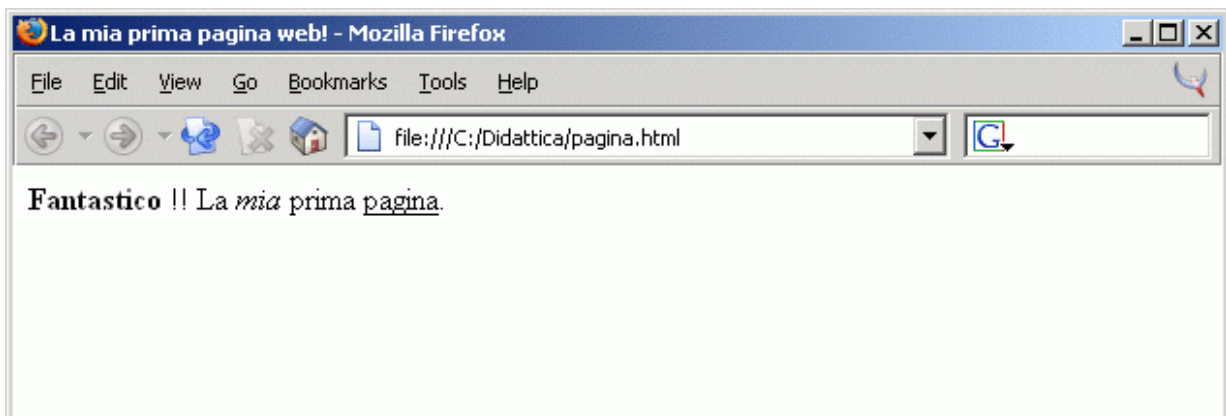 La mia prima pagina web! - Mozilla Firefox
File Edit View Go Bookmarks Tools Help
file:///C:/Didattica/pagina.html G
Fantastico !! La mia prima pagina.